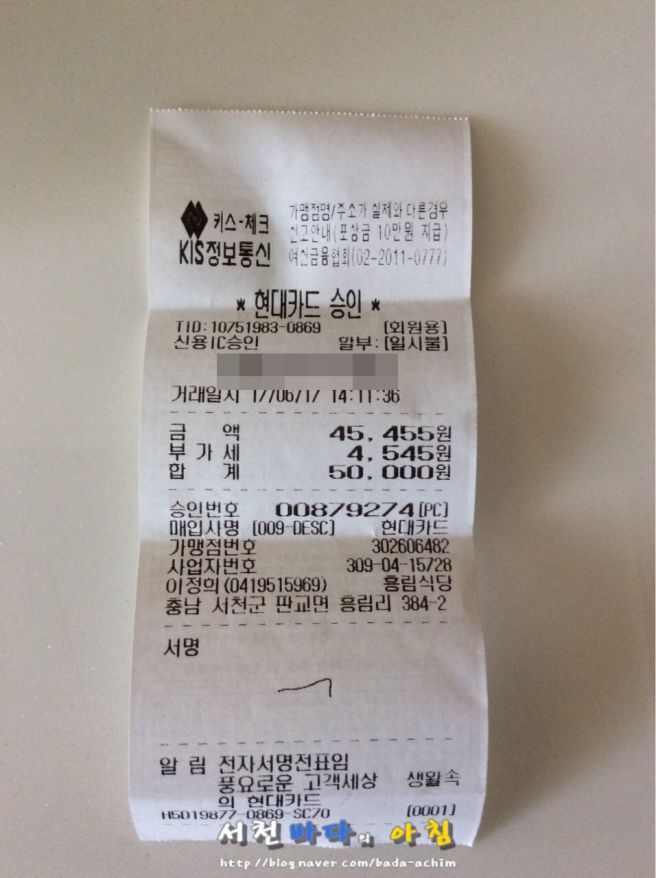 키스-체크
KIS정보통신
가맹점명/주소가 실제와 다른경우
신고안내(포상금 10만원 지급)
여신금융협회(02-2011-0777)
* 현대카드 승인 *
TID:10751983-0869 [회원용]
신용IC승인 할부:[일시불]
거래일시 17/06/17 14:11:36
금 액 45,455원
부 가 세 4,545원
합 계 50,000원
승인번호 00879274[PC]
매입사명 [009-DESC] 현대카드
가맹점번호 302606482
사업자번호 309-04-15728
이정희(0419515969) 흥림식당
충남 서천군 판교면 흥림리 384-2
서명
알 림 전자서명전표임
풍요로운 고객세상 생활속
의 현대카드
H5D19877-0869-SC70 [0001]
서천 바다의 아침
http://blog.naver.com/bada-achim